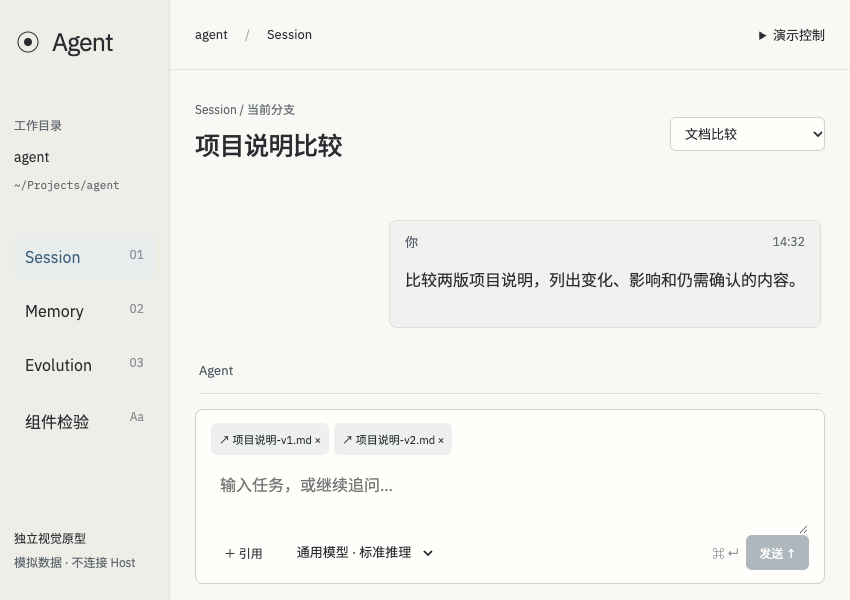 Agent
工作目录
agent
~/Projects/agent
Session 01
Memory 02
Evolution 03
组件检验 Aa
独立视觉原型
模拟数据 · 不连接 Host
agent / Session
▶ 演示控制
Session / 当前分支
项目说明比较
文档比较
你 14:32
比较两版项目说明，列出变化、影响和仍需确认的内容。
Agent
↗ 项目说明-v1.md × ↗ 项目说明-v2.md ×
输入任务，或继续追问…
＋ 引用 通用模型 · 标准推理 ⌘↵ 发送 ↑